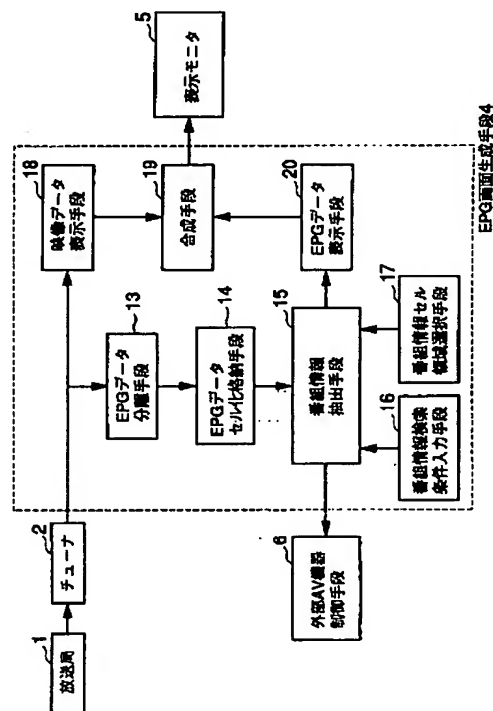 1
放送局
2
チューナ
18
映像データ
表示手段
5
表示モニタ
19
合成手段
13
EPGデータ
分離手段
14
EPGデータ
セル化格納手段
20
EPGデータ
表示手段
15
番組情報
抽出手段
6
外部AV機器
制御手段
16
番組情報検索
条件入力手段
17
番組情報セル
領域選択手段
EPG画面生成手段4